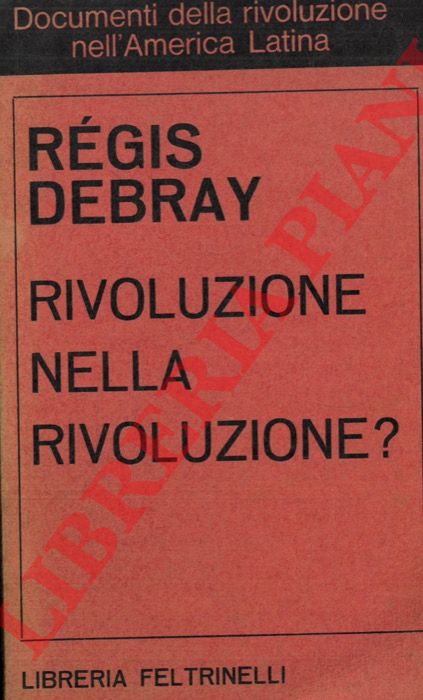 Documenti della rivoluzione
nell'America Latina
RÉGIS
DEBRAY
RIVOLUZIONE
NELLA
RIVOLUZIONE?
LIBRERIA FELTRINELLI
LIBRERIA PIANI